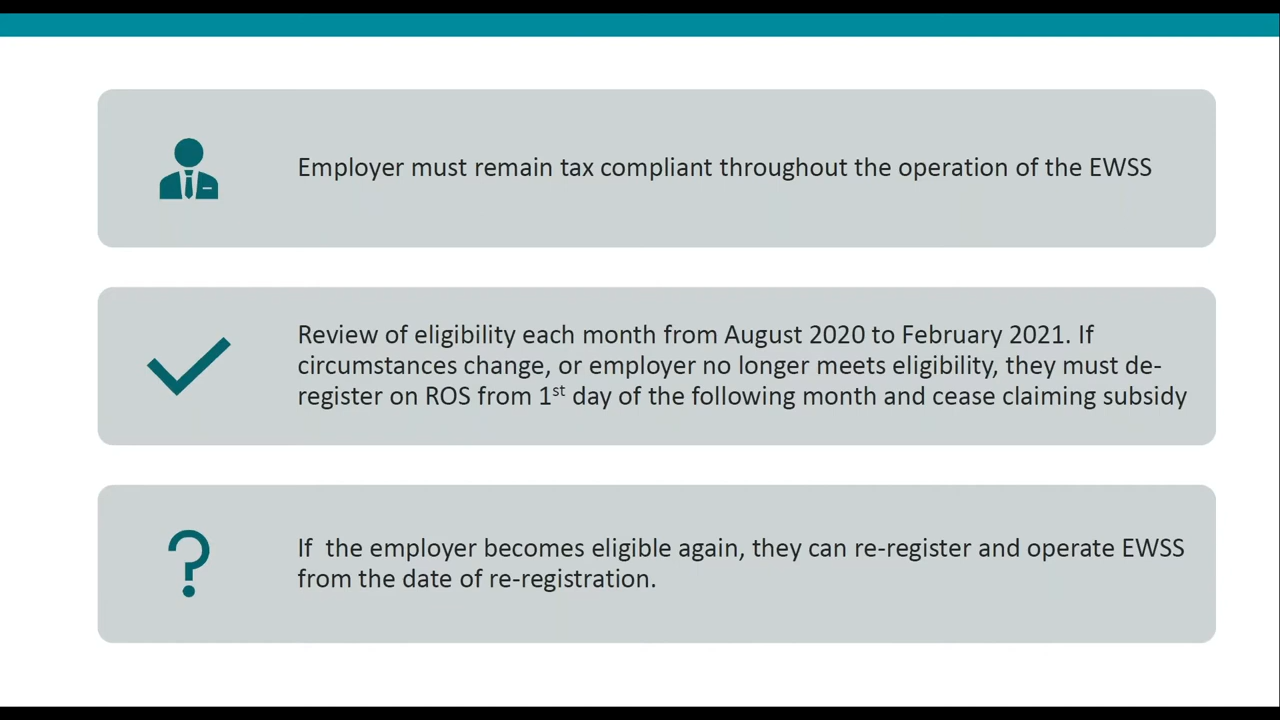 Employer must remain tax compliant throughout the operation of the EWSS
Review of eligibility each month from August 2020 to February 2021. If
circumstances change, or employer no longer meets eligibility, they must de-
register on ROS from 1st day of the following month and cease claiming subsidy
If  the employer becomes eligible again, they can re-register and operate EWSS
from the date of re-registration.